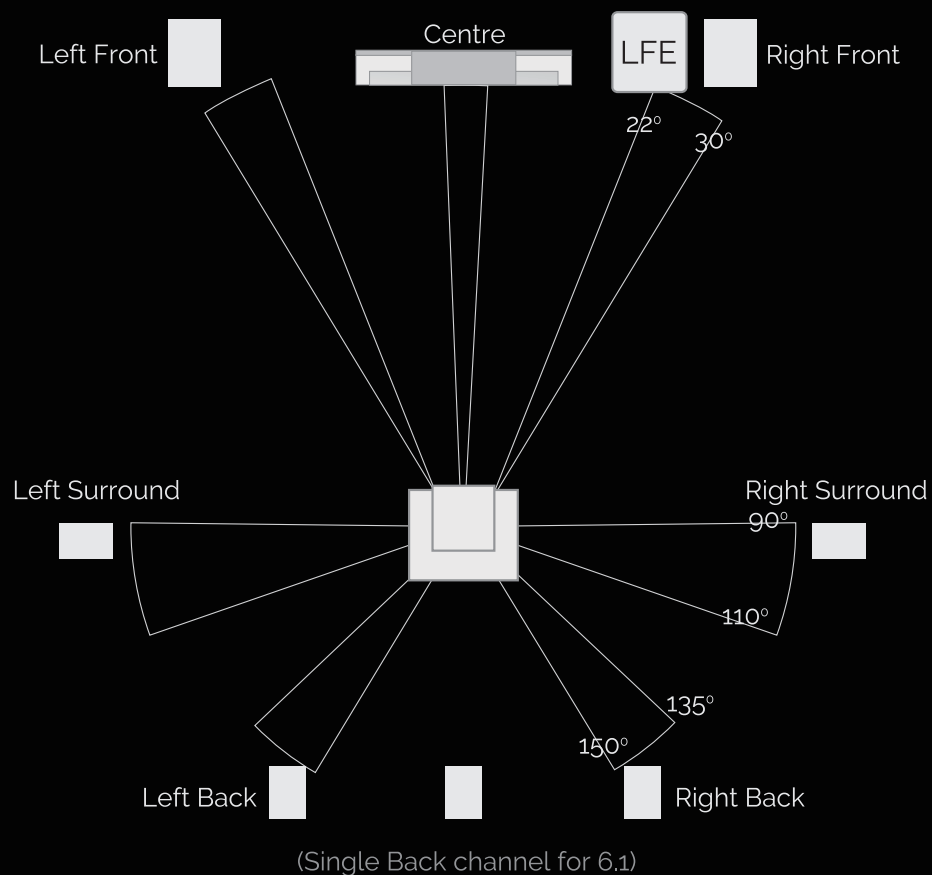 Centre
Left Front
LFE
Right Front
22°
30°
Left Surround
Right Surround
90°
110°
135°
150°
Left Back
Right Back
(Single Back channel for 6.1)